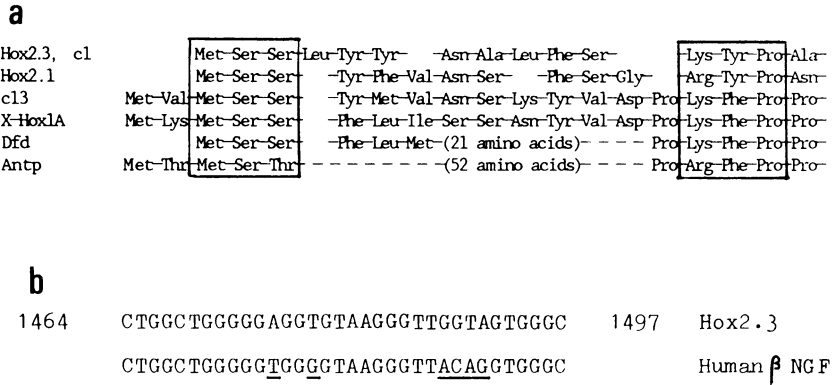 a
Hox2.3, cl Met-Ser-Ser-Leu-Tyr-Tyr- -Asn-Ala-Leu-Phe-Ser- Lys-Tyr-Pro-Ala-
Hox2.1 Met-Ser-Ser- -Tyr-Phe-Val-Asn-Ser- -Phe-Ser-Gly- -Arg-Tyr-Pro-Asn-
cl3 Met-Val-Met-Ser-Ser- -Tyr-Met-Val-Asn-Ser-Lys-Tyr-Val-Asp-Pro-Lys-Phe-Pro-Pro-
X-Hox1A Met-Lys-Met-Ser-Ser- -Phe-Leu-Ile-Ser-Ser-Asn-Tyr-Val-Asp-Pro-Lys-Phe-Pro-Pro-
Dfd Met-Ser-Ser- -Phe-Leu-Met-(21 amino acids)- - - - -Pro-Lys-Phe-Pro-Pro-
Antp Met-Thr-Met-Ser-Thr- - - - - - - - - -(52 amino acids)- - - - -Pro-Arg-Phe-Pro-Pro-
b
1464 CTGGCTGGGGGAGGTGTAAGGGTTGGTAGTGGGC 1497 Hox2.3
CTGGCTGGGGGTGGGGTAAGGGTTACAGGTGGGC Human β NGF